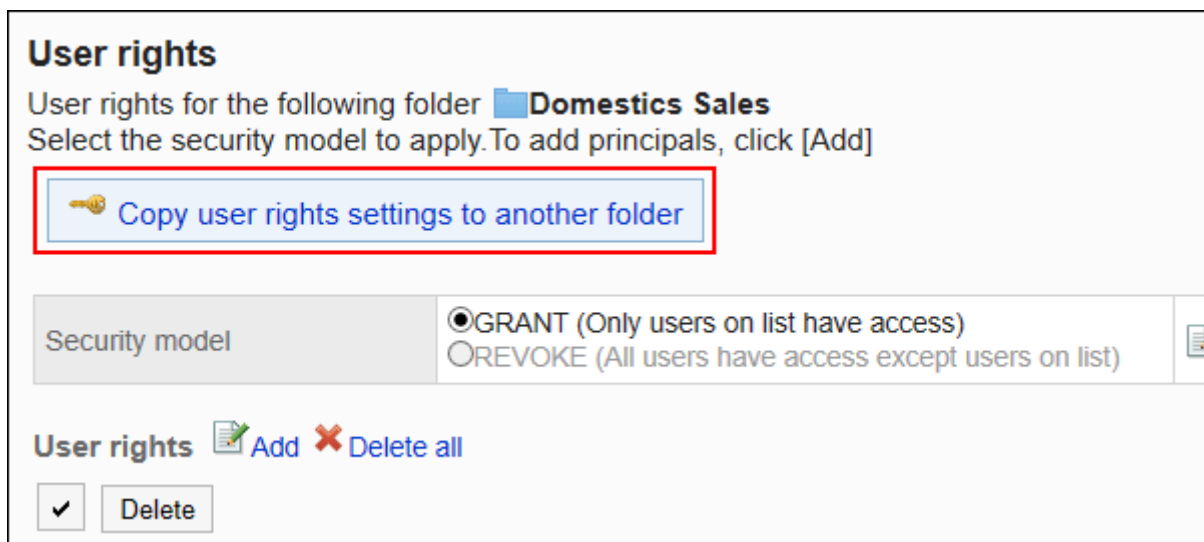 User rights
User rights for the following folder Domestics Sales
Select the security model to apply.To add principals, click [Add]
Copy user rights settings to another folder
Security model
GRANT (Only users on list have access)
REVOKE (All users have access except users on list)
User rights Add Delete all
Delete